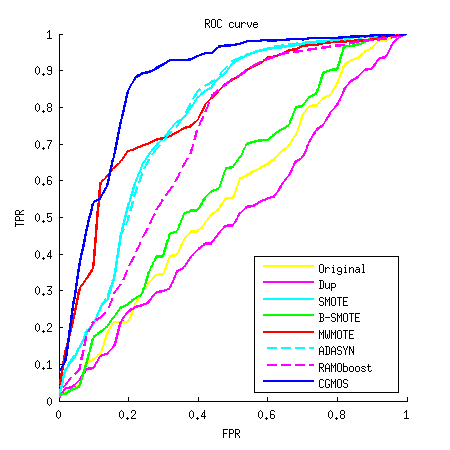 ROC curve
1
0.9
0.8
0.7
0.6
0.5
0.4
0.3
0.2
0.1
0
TPR
0
0.2
0.4
0.6
0.8
1
FPR
Original
Dup
SMOTE
B-SMOTE
MWMOTE
ADASYN
RAMOboost
CGMOS